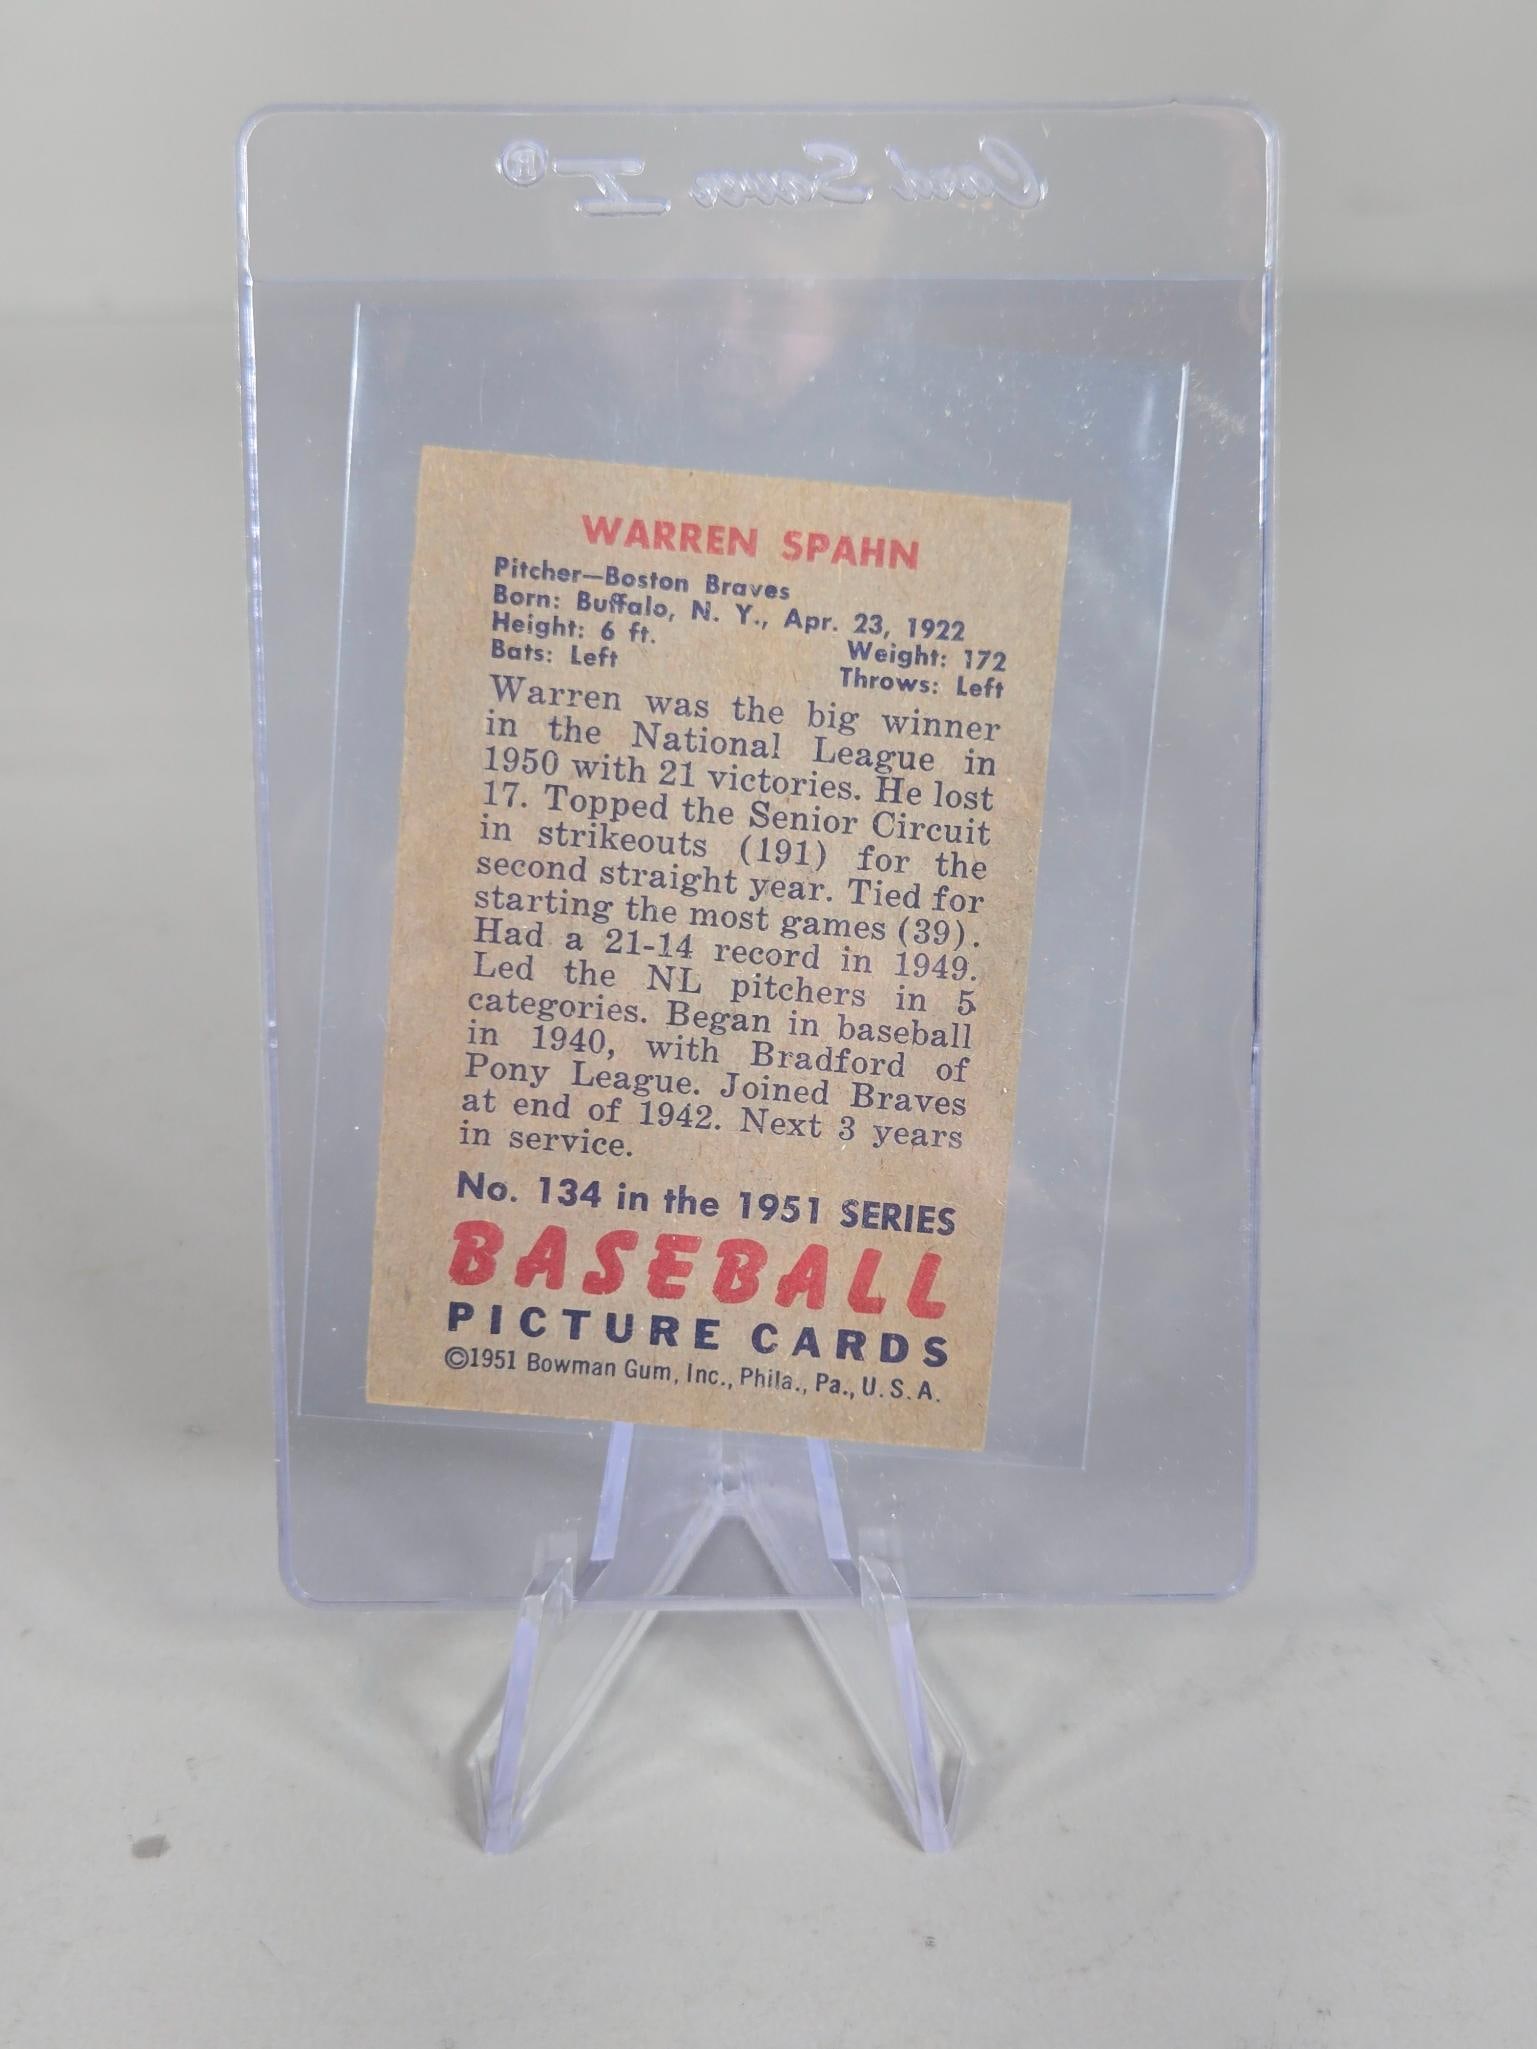 Card Saver I®
WARREN SPAHN
Pitcher—Boston Braves
Born: Buffalo, N. Y., Apr. 23, 1922
Height: 6 ft. Weight: 172
Bats: Left Throws: Left
Warren was the big winner
in the National League in
1950 with 21 victories. He lost
17. Topped the Senior Circuit
in strikeouts (191) for the
second straight year. Tied for
starting the most games (39).
Had a 21-14 record in 1949.
Led the NL pitchers in 5
categories. Began in baseball
in 1940, with Bradford of
Pony League. Joined Braves
at end of 1942. Next 3 years
in service.
No. 134 in the 1951 SERIES
BASEBALL
PICTURE CARDS
©1951 Bowman Gum, Inc., Phila., Pa., U. S. A.